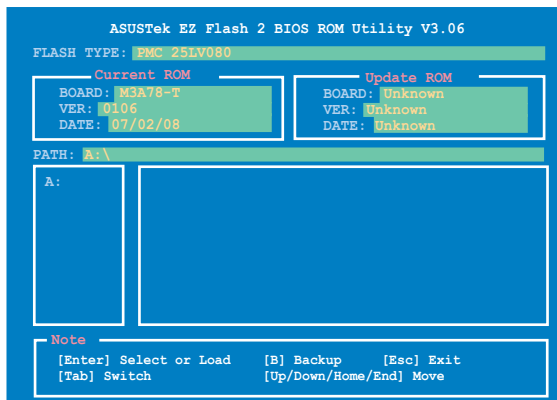 ASUSTek EZ Flash 2 BIOS ROM Utility V3.06
FLASH TYPE: PMC 25LV080
Current ROM
BOARD: M3A78-T
VER: 0106
DATE: 07/02/08
Update ROM
BOARD: Unknown
VER: Unknown
DATE: Unknown
PATH: A:\
A:
Note
[Enter] Select or Load [B] Backup [Esc] Exit
[Tab] Switch [Up/Down/Home/End] Move